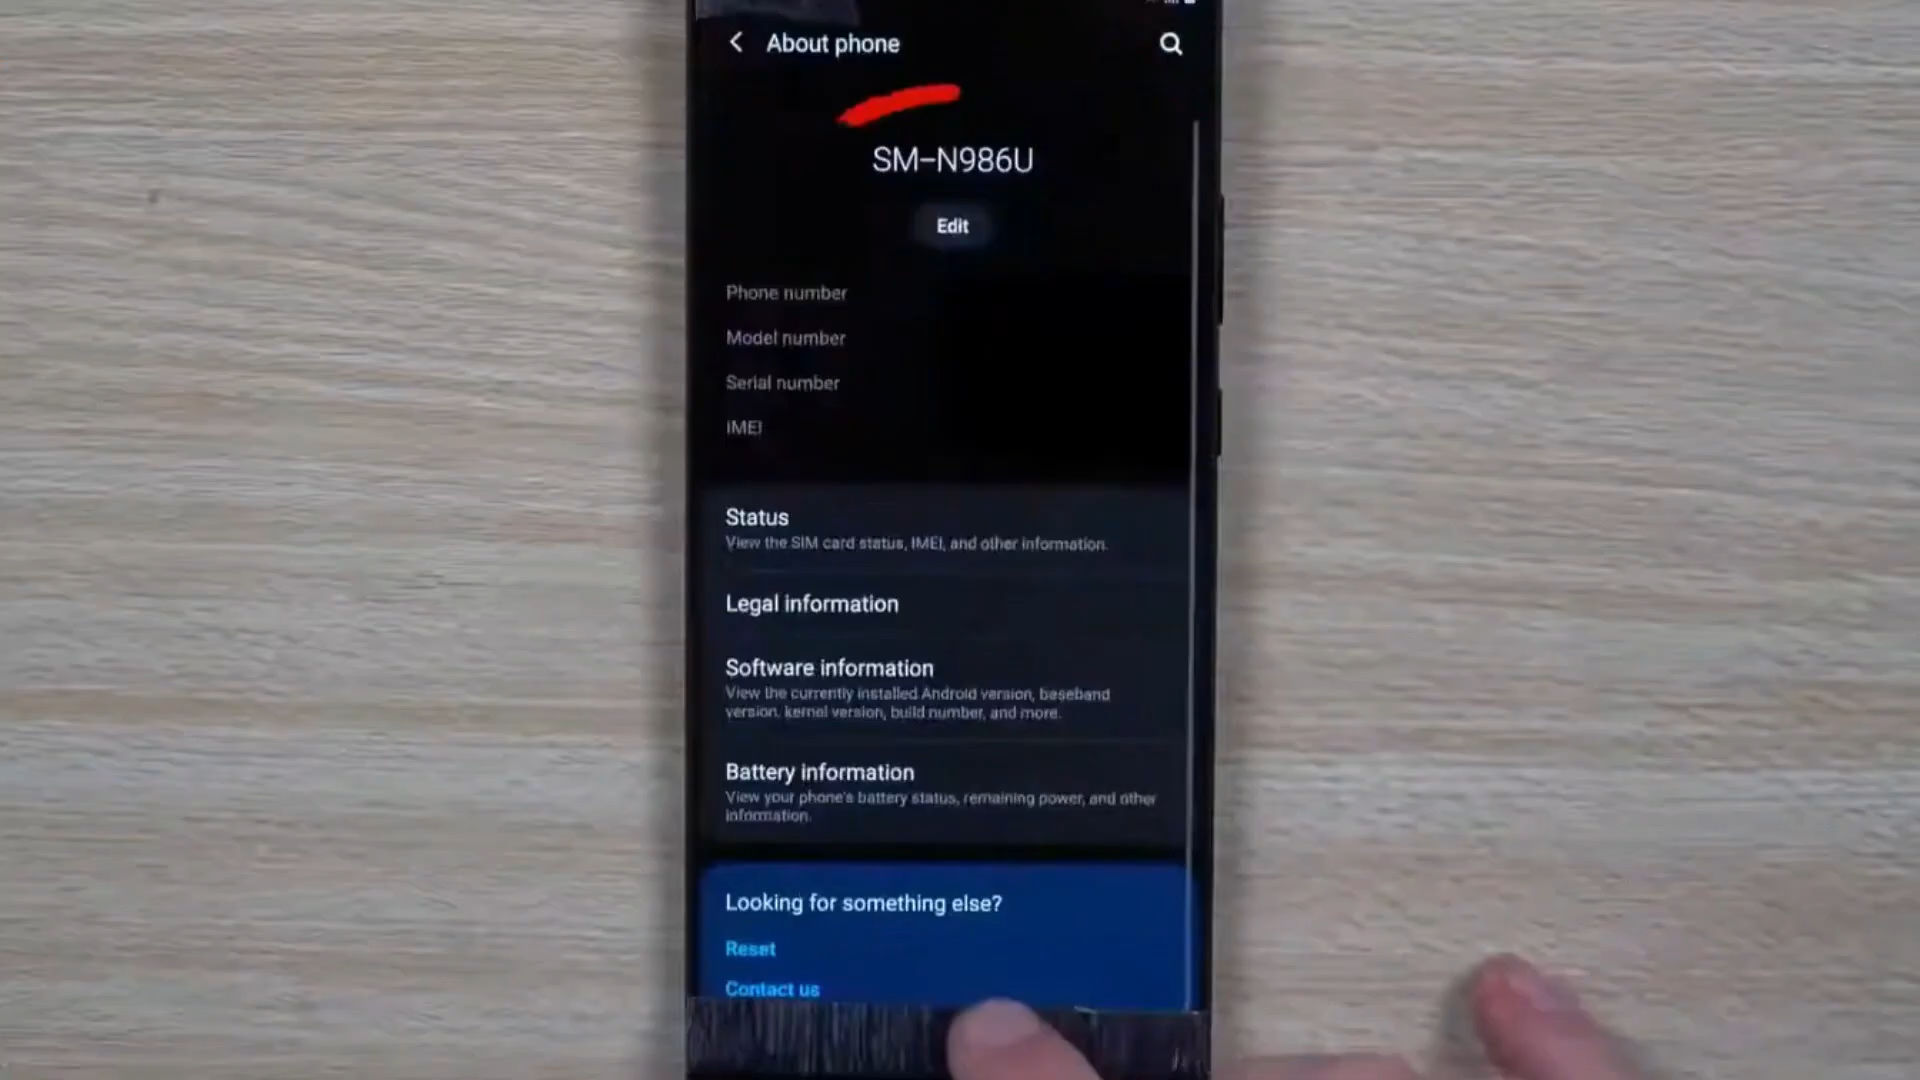 About phone
SM-N986U
Edit
Phone number
Model number
Serial number
IMEI
Status
View the SIM card status, IMEI, and other information.
Legal information
Software information
View the currently installed Android version, baseband
version, kernel version, build number, and more.
Battery information
View your phone's battery status, remaining power, and other
information.
Looking for something else?
Reset
Contact us